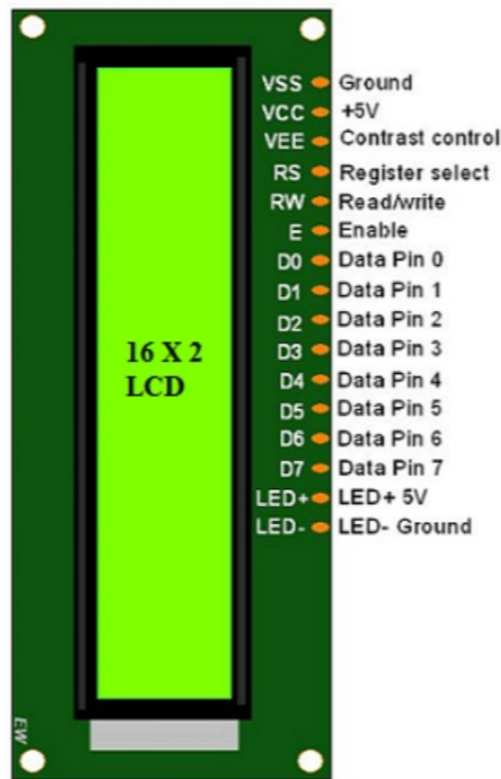 VSS Ground
VCC +5V
VEE Contrast control
RS Register select
RW Read/write
E Enable
D0 Data Pin 0
D1 Data Pin 1
D2 Data Pin 2
D3 Data Pin 3
D4 Data Pin 4
D5 Data Pin 5
D6 Data Pin 6
D7 Data Pin 7
LED+ LED+ 5V
LED- LED- Ground
16 X 2
LCD
EW